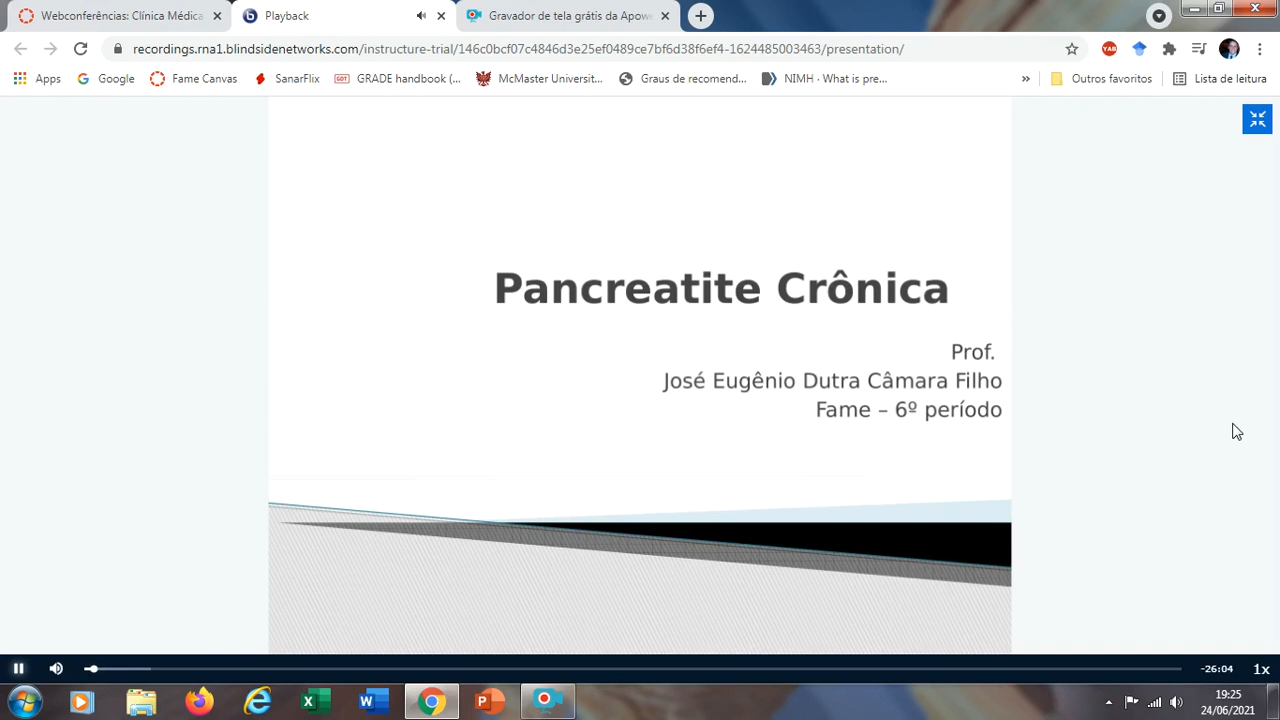 Webconferências: Clínica Médica
Playback
Gravador de tela grátis da Apowe
recordings.rna1.blindsidenetworks.com/instructure-trial/146c0bcf07c4846d3e25ef0489ce7bf6d38f6ef4-1624485003463/presentation/
YAB
Apps
Google
Fame Canvas
SanarFlix
GOT
GRADE handbook (...
McMaster Universit...
Graus de recomend...
NIMH · What is pre...
»
Outros favoritos
Lista de leitura
Pancreatite Crônica
Prof.
José Eugênio Dutra Câmara Filho
Fame – 6º período
-26:04
1x
19:25
24/06/2021